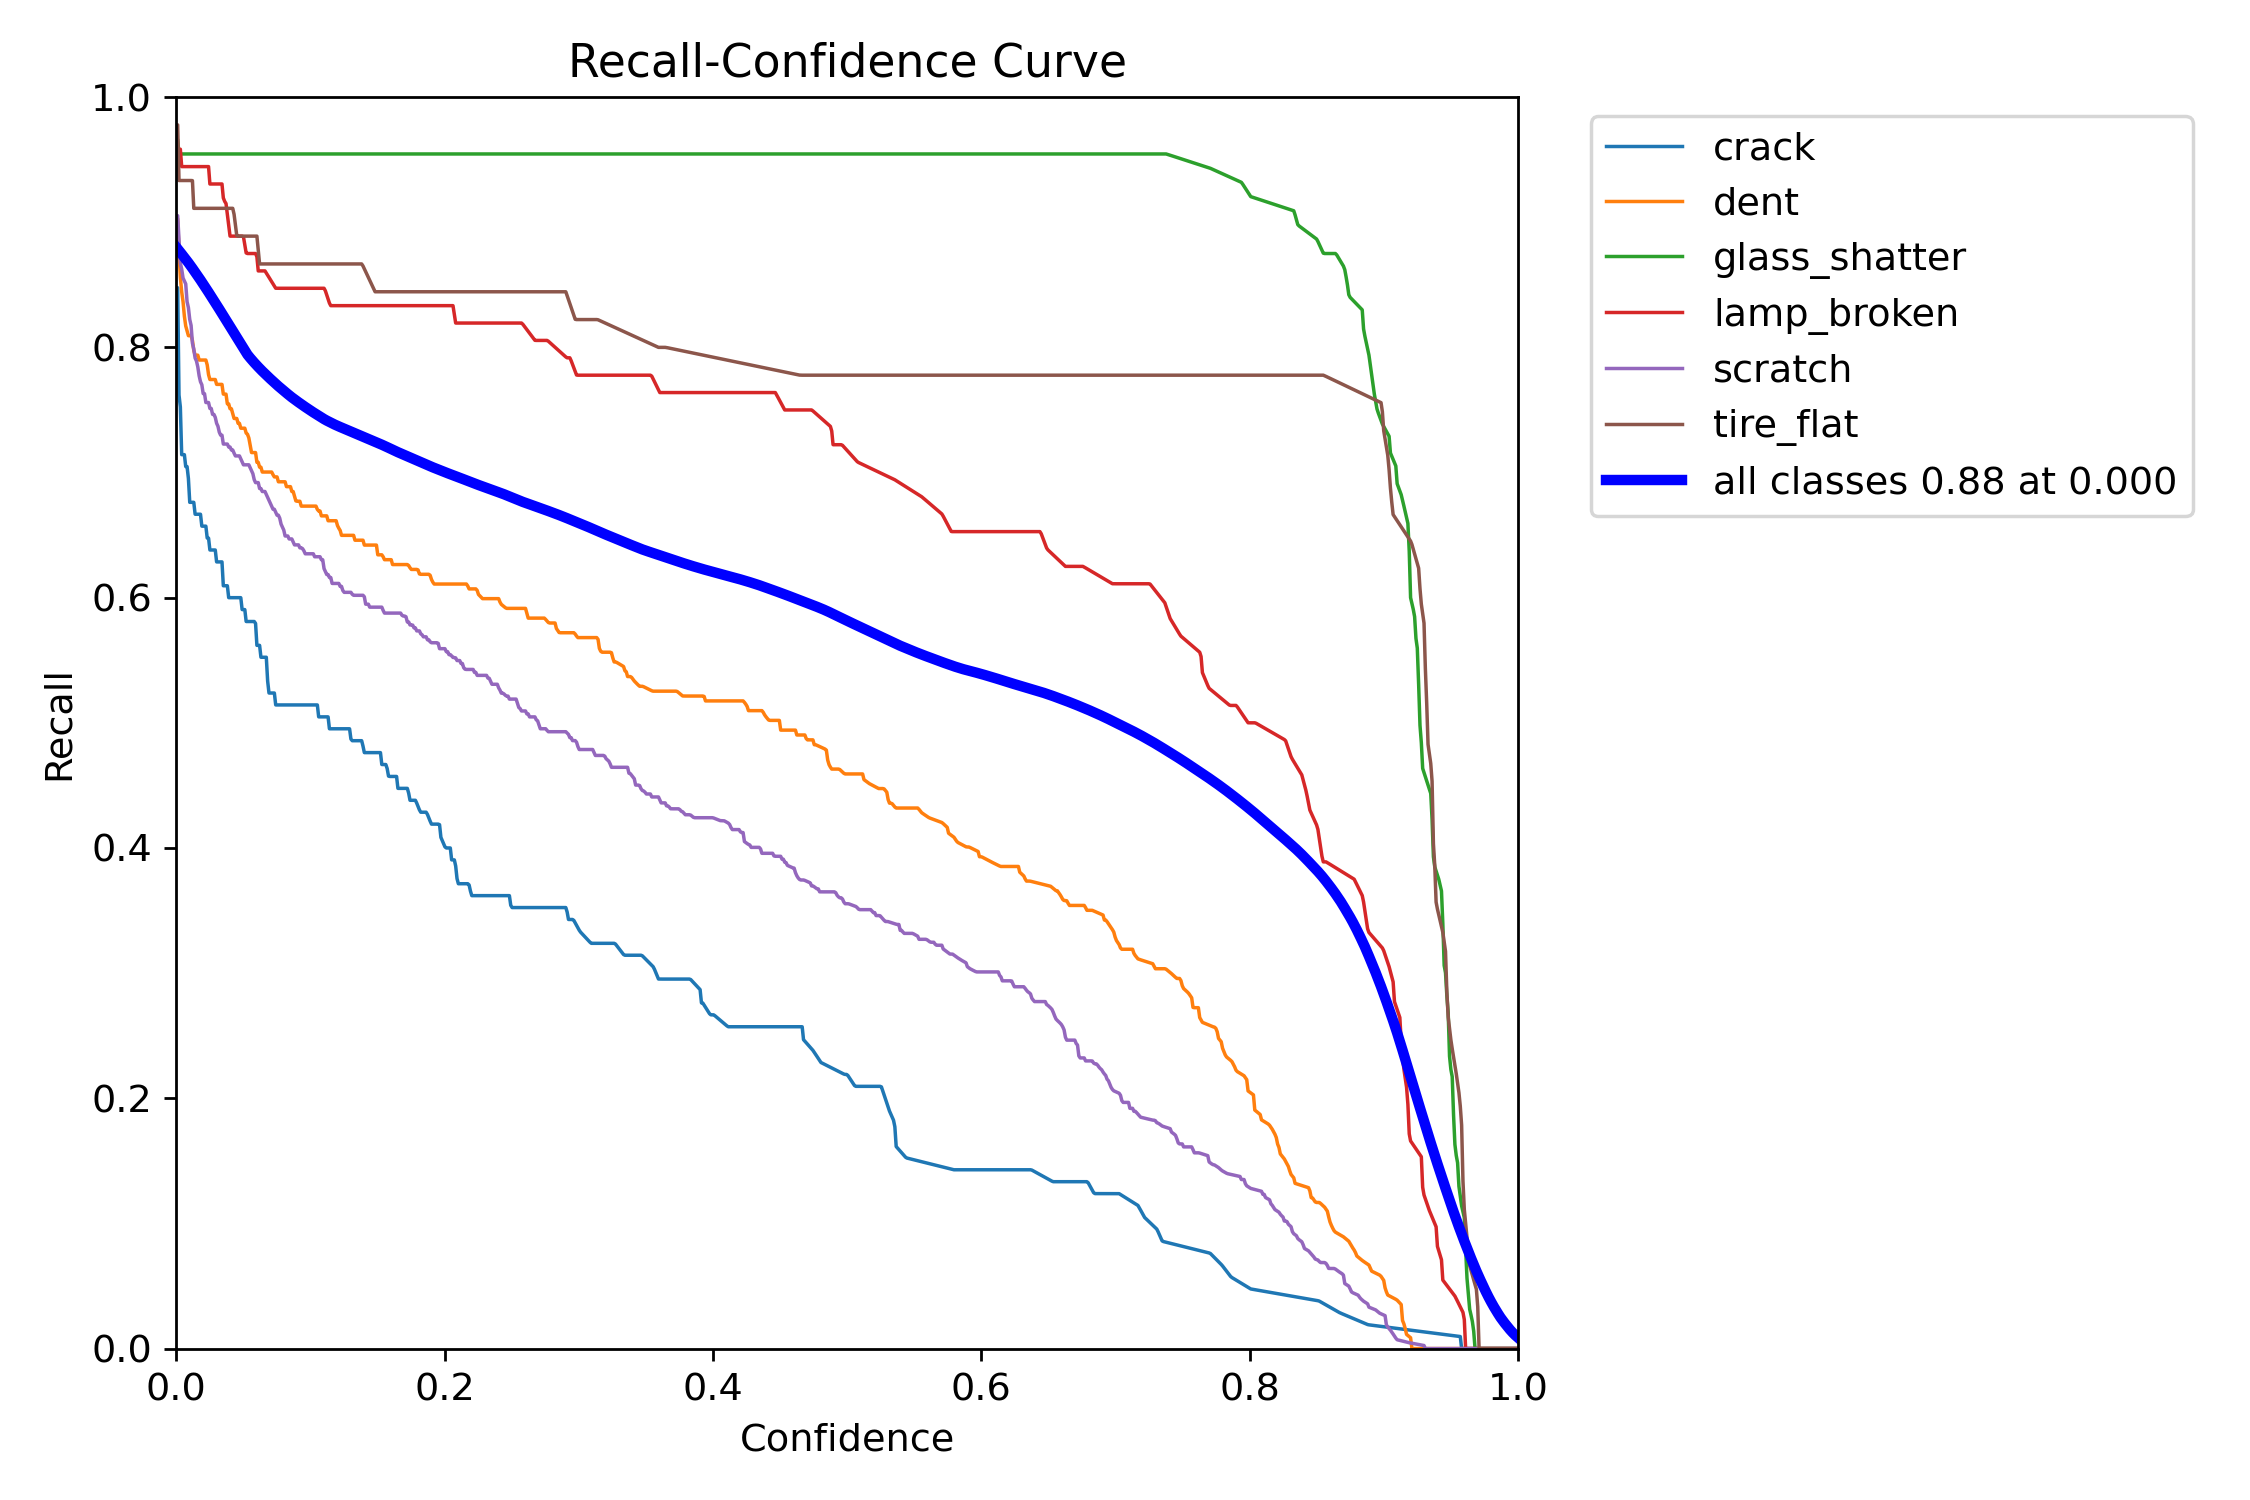 Recall-Confidence Curve
1.0
0.8
0.6
0.4
0.2
0.0
Recall
0.0 0.2 0.4 0.6 0.8 1.0
Confidence
crack
dent
glass_shatter
lamp_broken
scratch
tire_flat
all classes 0.88 at 0.000